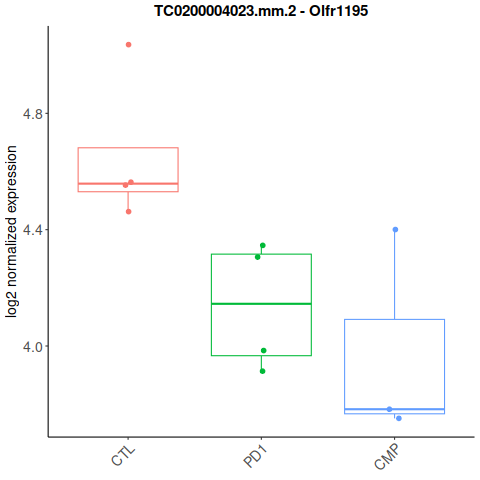 TC0200004023.mm.2 - Olfr1195
log2 normalized expression
4.8
4.4
4.0
CTL
PD1
CMP